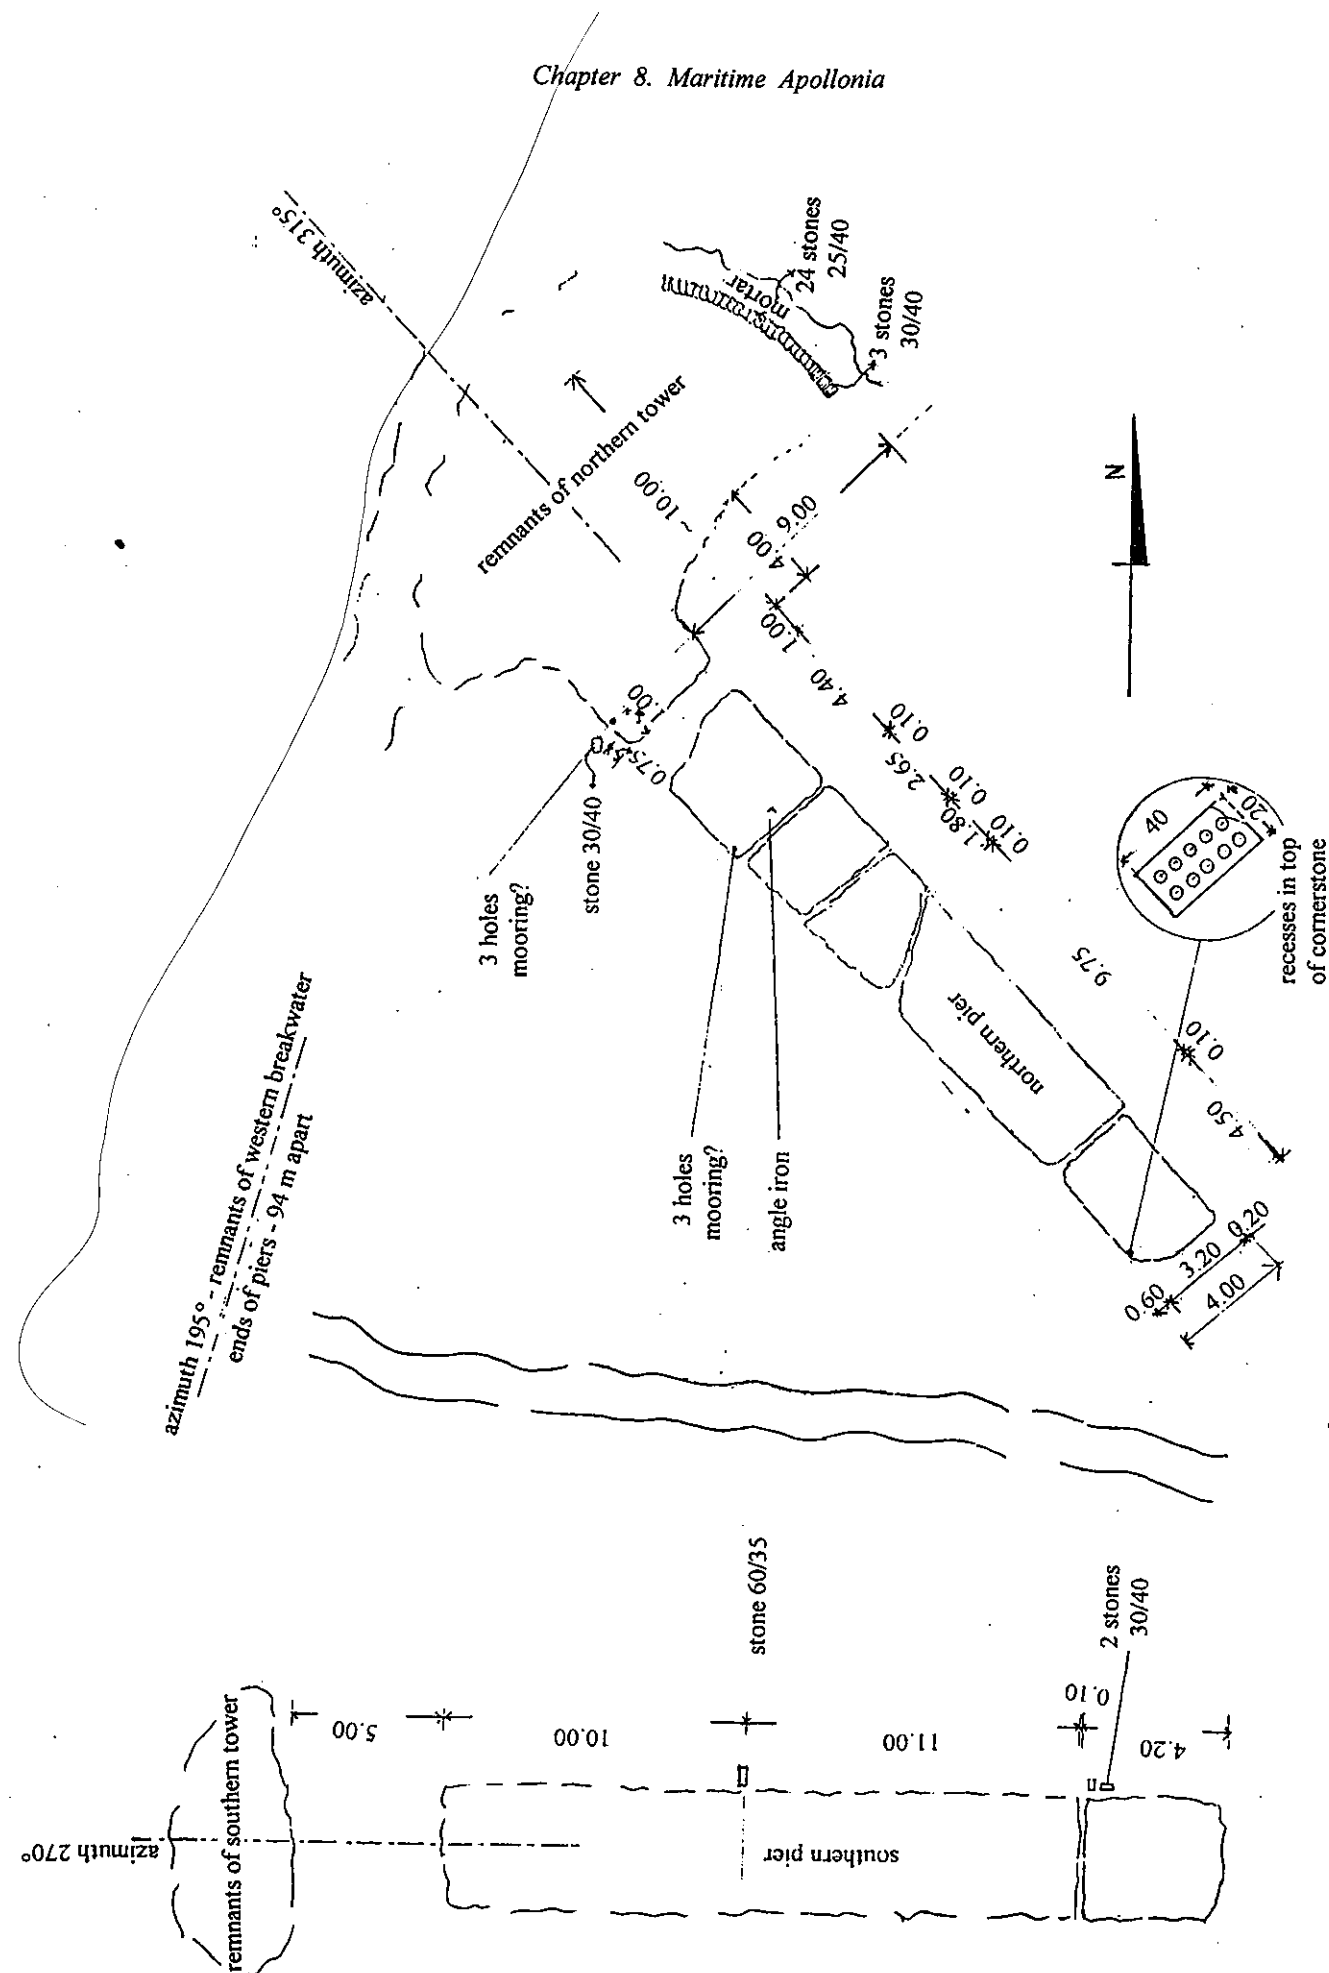 Chapter 8. Maritime Apollonia
azimuth 315°
24 stones
25/40
mortar
3 stones
30/40
remnants of northern tower
~ 10.00
9.00
4.00
1.00
4.40
0.10
2.65
0.10
0.10
1.80
0.10
N
1.00
0.75
stone 30/40
3 holes
mooring?
40
20
recesses in top
of cornerstone
9.75
0.10
4.50
northern pier
3 holes
mooring?
angle iron
0.60
3.20
0.20
4.00
azimuth 195° - remnants of western breakwater
ends of piers - 94 m apart
stone 60/35
2 stones
30/40
remnants of southern tower
azimuth 270°
5.00
10.00
11.00
0.10
4.20
southern pier